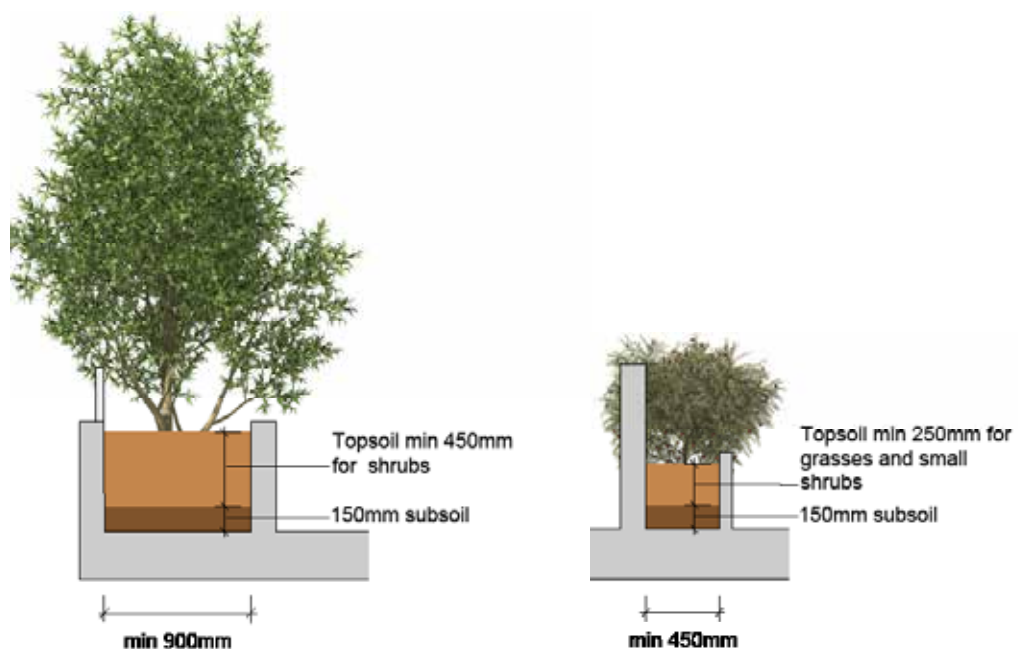 Topsoil min 450mm
for shrubs
150mm subsoil
min 900mm
Topsoil min 250mm for
grasses and small
shrubs
150mm subsoil
min 450mm